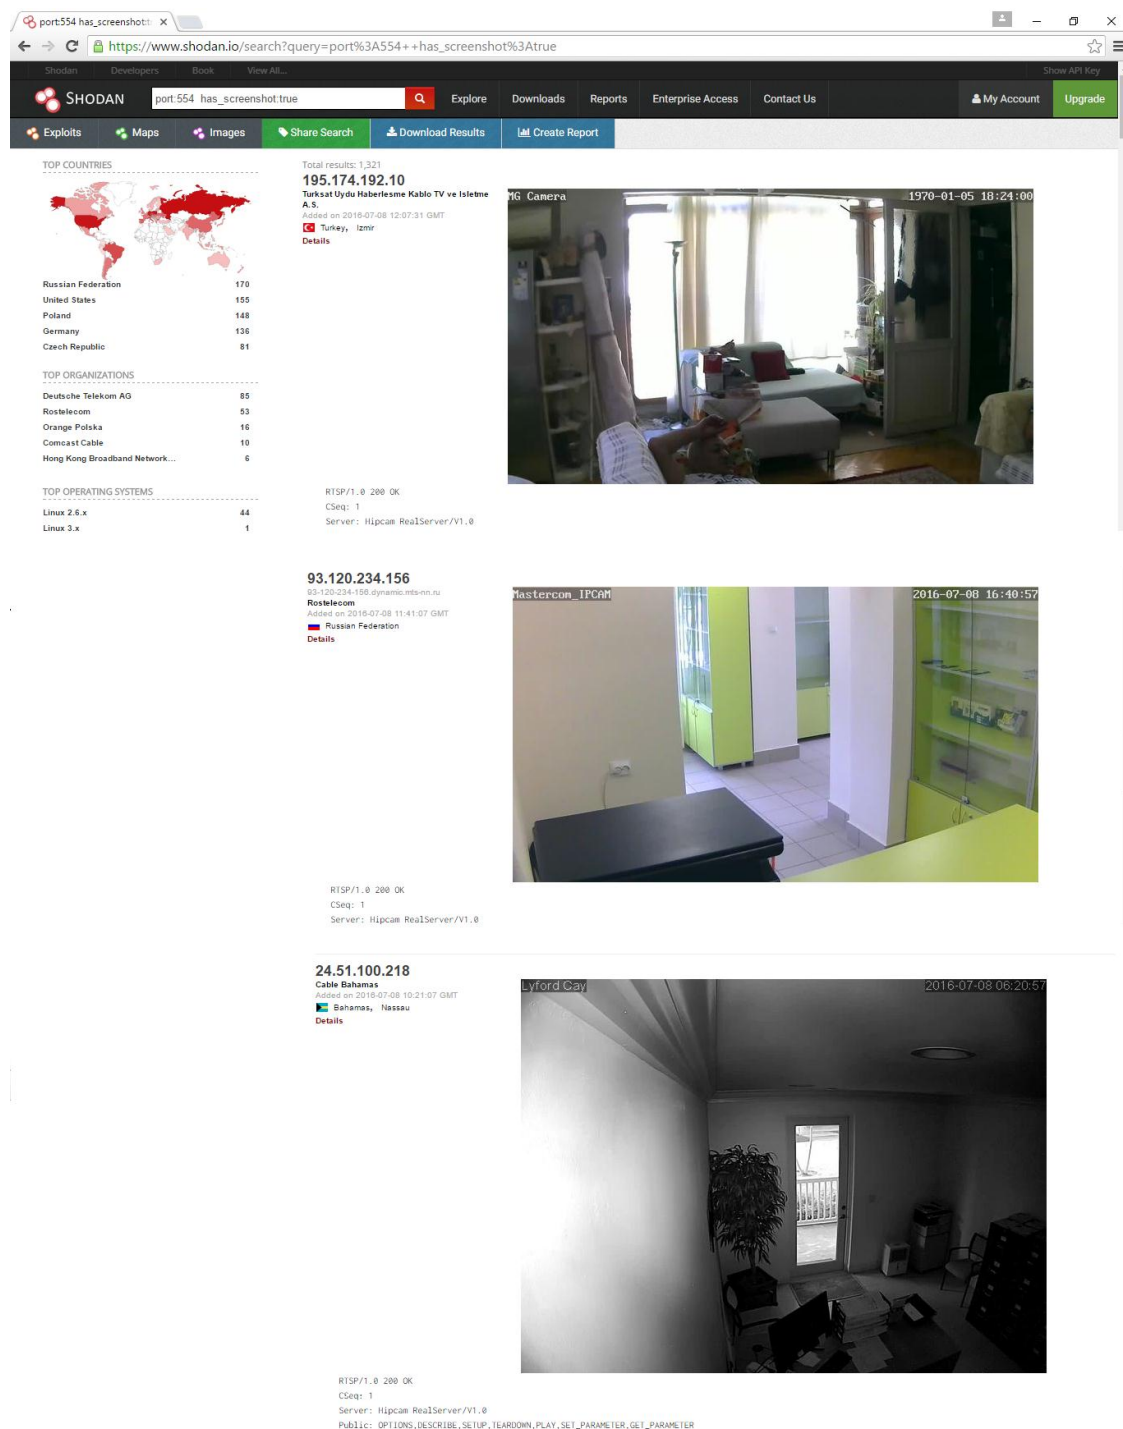 port:554 has_screenshot:t
https://www.shodan.io/search?query=port%3A554++has_screenshot%3Atrue
Shodan Developers Book View All... Show API Key
SHODAN port:554 has_screenshot:true Explore Downloads Reports Enterprise Access Contact Us My Account Upgrade
Exploits Maps Images Share Search Download Results Create Report
TOP COUNTRIES
Russian Federation 170
United States 155
Poland 148
Germany 136
Czech Republic 81
TOP ORGANIZATIONS
Deutsche Telekom AG 85
Rostelecom 53
Orange Polska 16
Comcast Cable 10
Hong Kong Broadband Network... 6
TOP OPERATING SYSTEMS
Linux 2.6.x 44
Linux 3.x 1
Total results: 1,321
195.174.192.10
Turksat Uydu Haberlesme Kablo TV ve Isletme
A.S.
Added on 2016-07-08 12:07:31 GMT
Turkey, Izmir
Details
MG Camera 1970-01-05 18:24:00
RTSP/1.0 200 OK
CSeq: 1
Server: Hipcam RealServer/V1.0
93.120.234.156
93-120-234-156.dynamic.mts-nn.ru
Rostelecom
Added on 2016-07-08 11:41:07 GMT
Russian Federation
Details
Mastercom_IPCAM 2016-07-08 16:40:57
RTSP/1.0 200 OK
CSeq: 1
Server: Hipcam RealServer/V1.0
24.51.100.218
Cable Bahamas
Added on 2016-07-08 10:21:07 GMT
Bahamas, Nassau
Details
Lyford Cay 2016-07-08 06:20:57
RTSP/1.0 200 OK
CSeq: 1
Server: Hipcam RealServer/V1.0
Public: OPTIONS,DESCRIBE,SETUP,TEARDOWN,PLAY,SET_PARAMETER,GET_PARAMETER